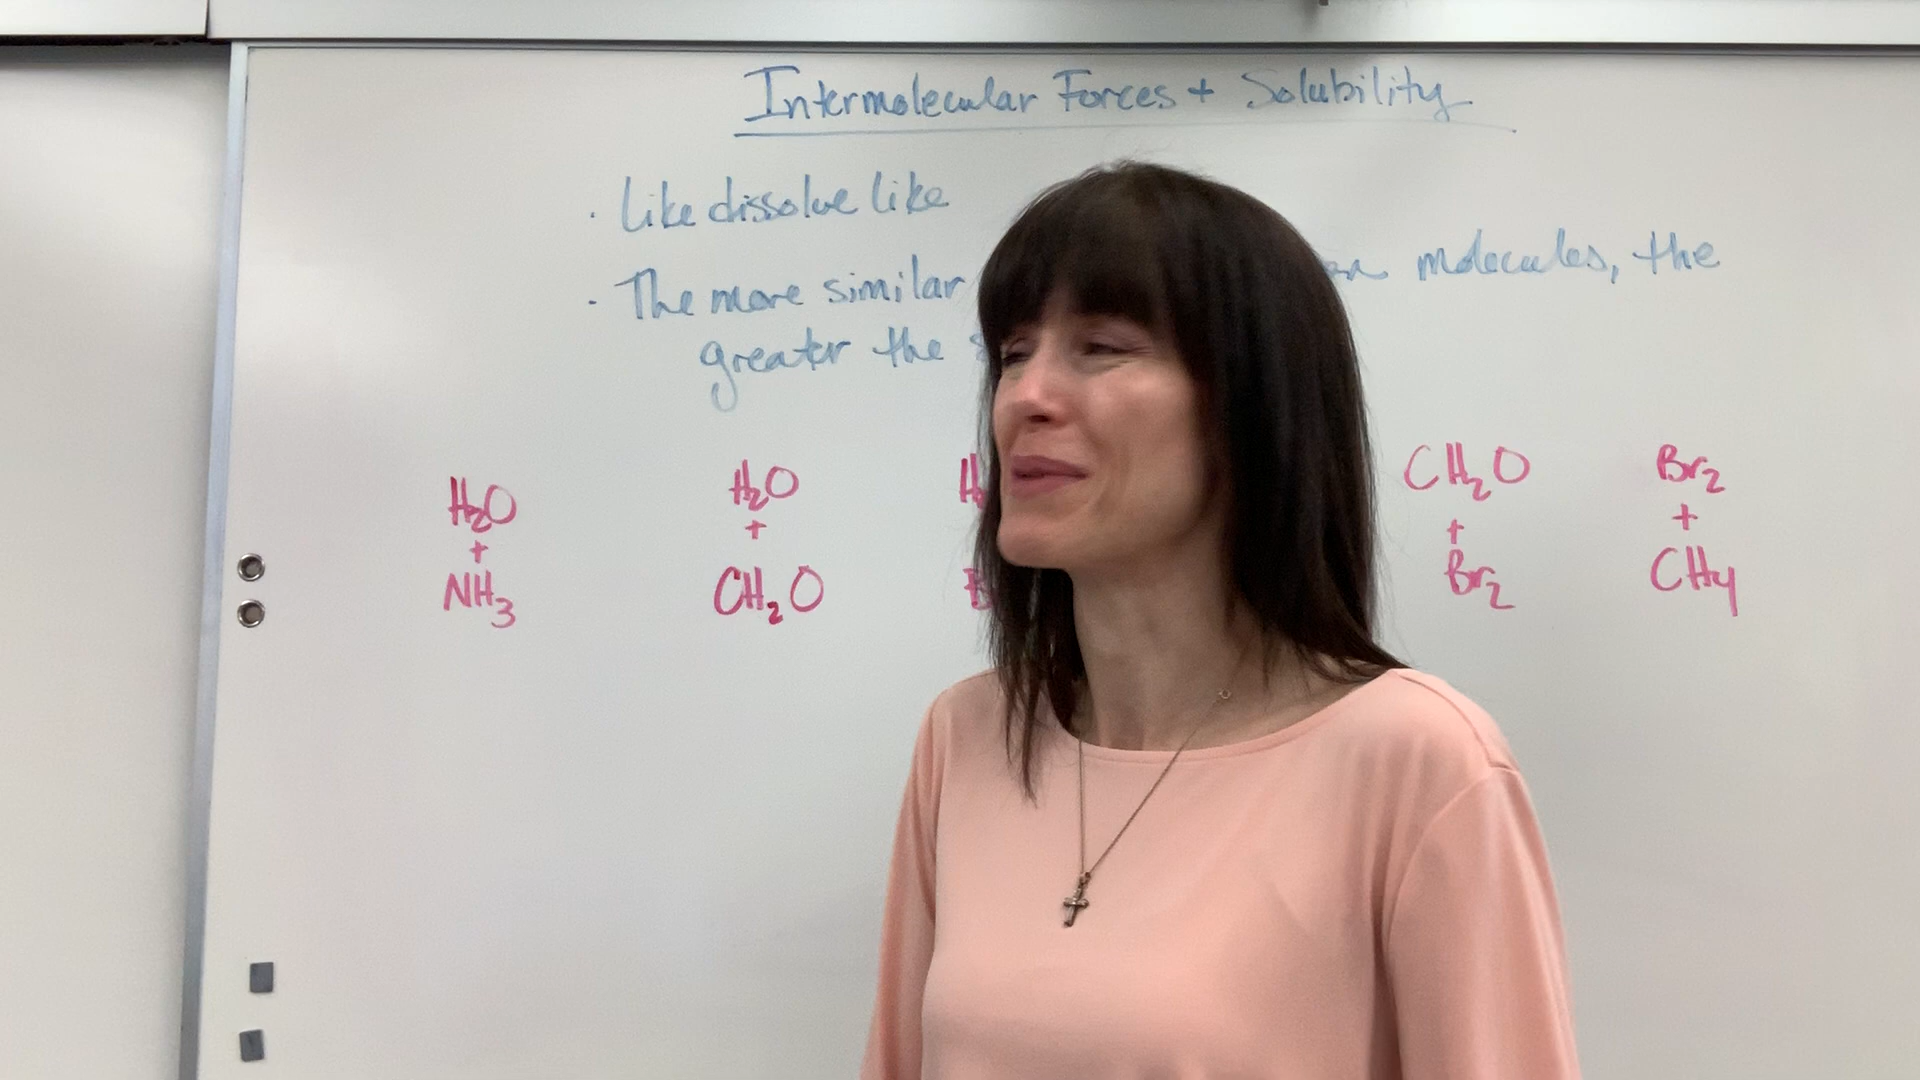 Intermolecular Forces + Solubility
· Like dissolve like
· The more similar molecules, the
greater the
H₂O H₂O CH₂O Br₂
+ + + +
NH₃ CH₂O Br₂ CH₄